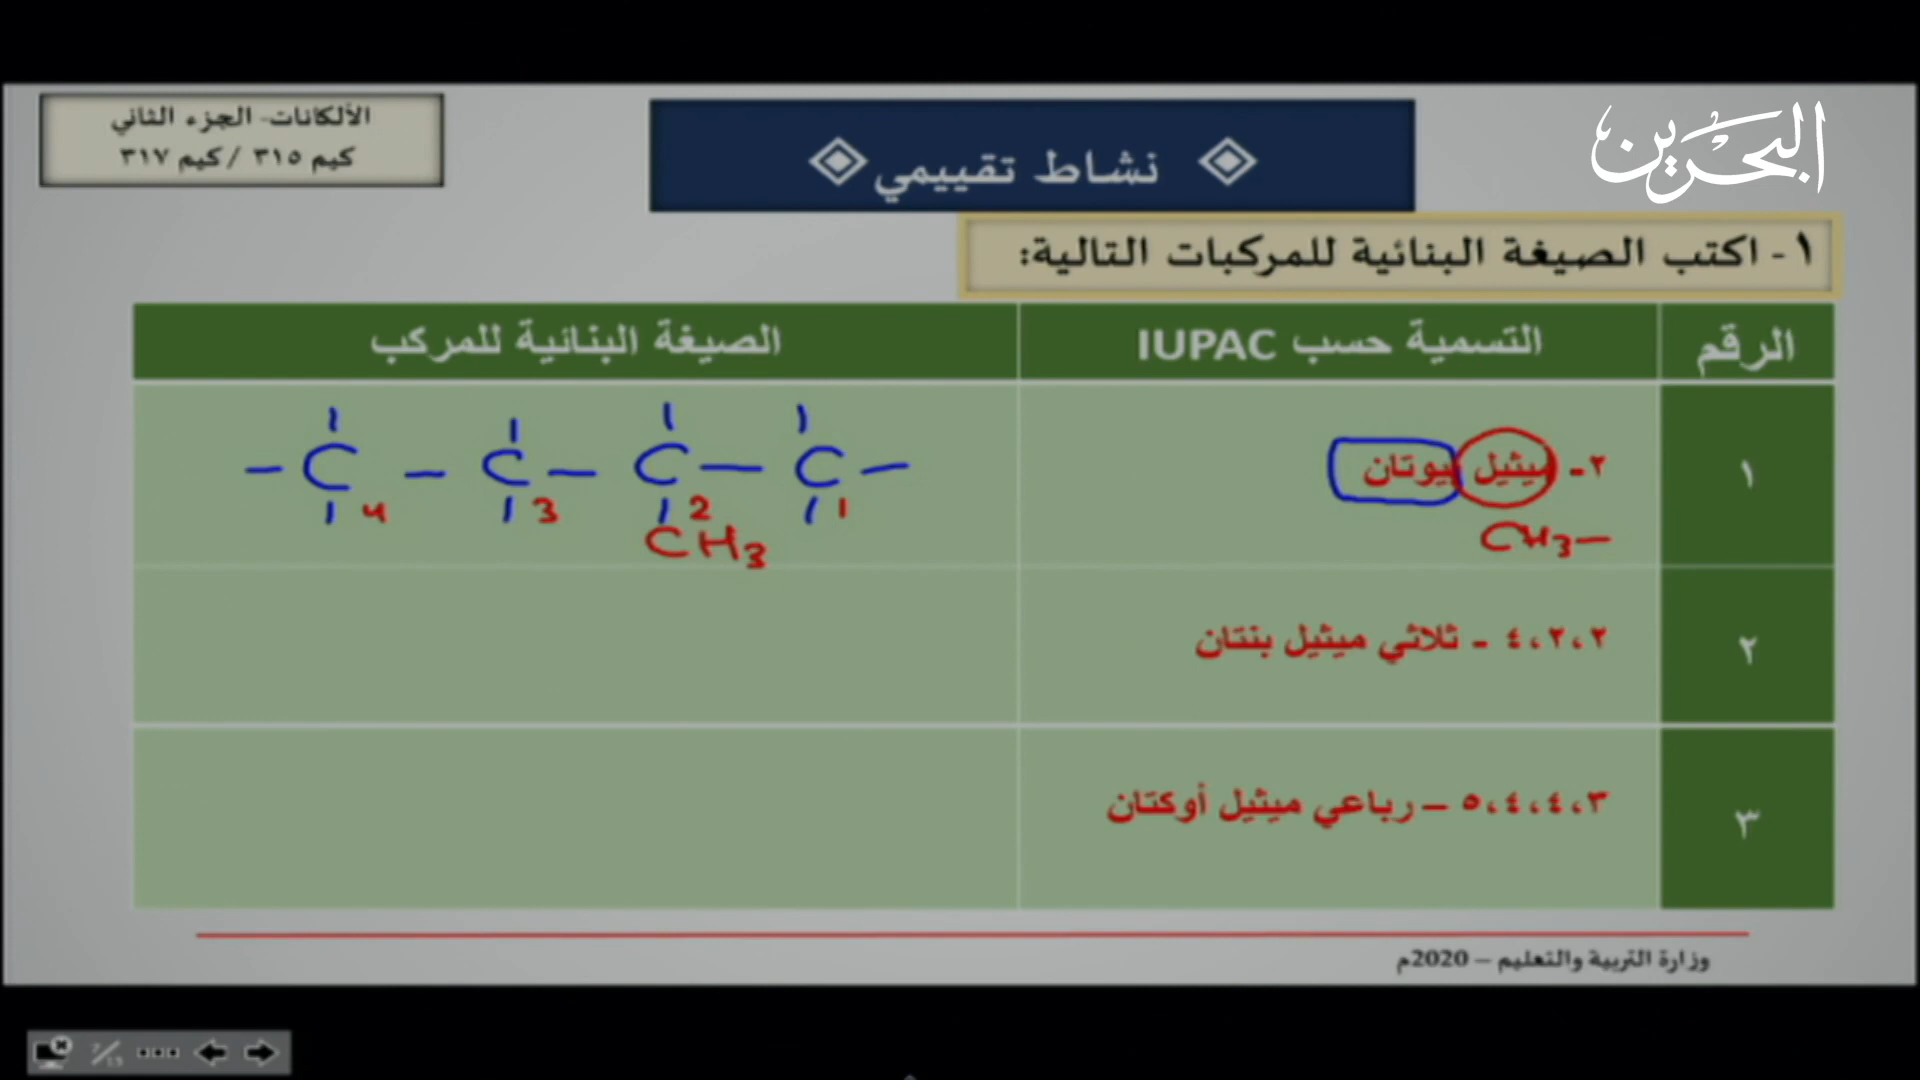 الألكانات- الجزء الثاني
كيم ٣١٥ /كيم ٣١٧
نشاط تقييمي
البحرين
١- اكتب الصيغة البنائية للمركبات التالية:
الرقم
التسمية حسب IUPAC
الصيغة البنائية للمركب
١
٢- ميثيل بيوتان
CH3—
— C — C — C — C —
4 3 2 1
CH3
٢
٤،٢،٢ - ثلاثي ميثيل بنتان
٣
٥،٤،٤،٣ – رباعي ميثيل أوكتان
وزارة التربية والتعليم – 2020م
7/15